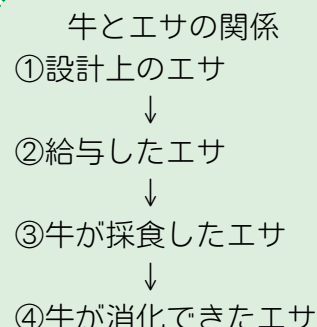 牛とエサの関係
①設計上のエサ
↓
②給与したエサ
↓
③牛が採食したエサ
↓
④牛が消化できたエサ